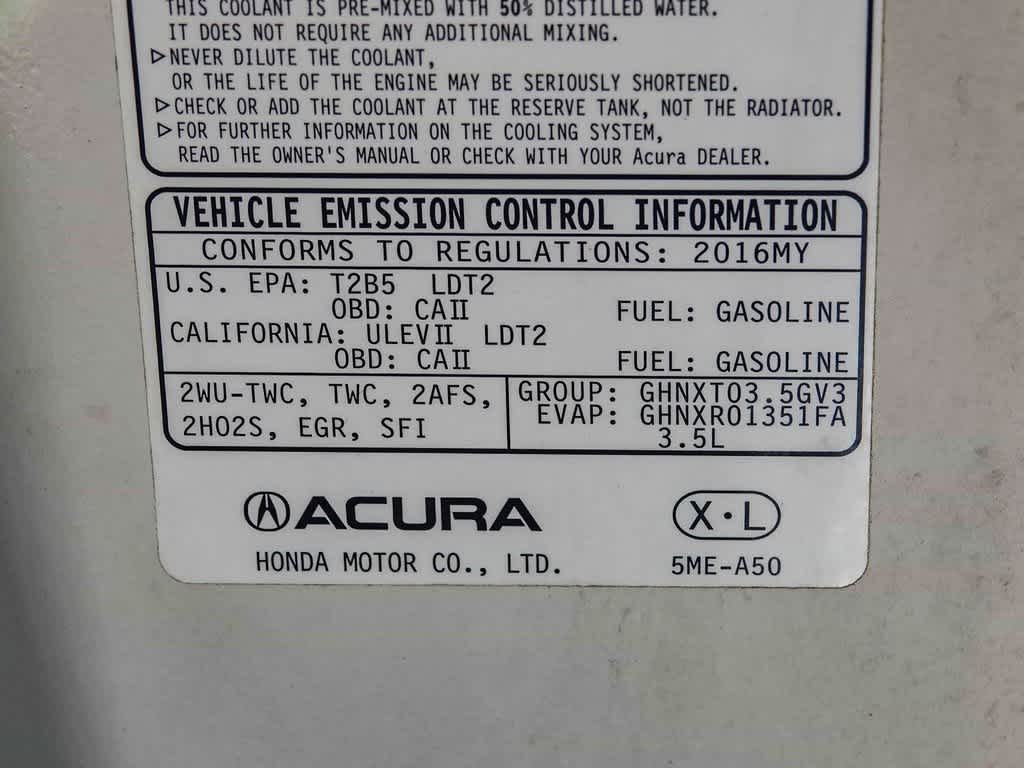 THIS COOLANT IS PRE-MIXED WITH 50% DISTILLED WATER.
IT DOES NOT REQUIRE ANY ADDITIONAL MIXING.
▷NEVER DILUTE THE COOLANT,
OR THE LIFE OF THE ENGINE MAY BE SERIOUSLY SHORTENED.
▷CHECK OR ADD THE COOLANT AT THE RESERVE TANK, NOT THE RADIATOR.
▷FOR FURTHER INFORMATION ON THE COOLING SYSTEM,
READ THE OWNER'S MANUAL OR CHECK WITH YOUR Acura DEALER.
VEHICLE EMISSION CONTROL INFORMATION
CONFORMS TO REGULATIONS: 2016MY
U.S. EPA: T2B5 LDT2
OBD: CAII FUEL: GASOLINE
CALIFORNIA: ULEVII LDT2
OBD: CAII FUEL: GASOLINE
2WU-TWC, TWC, 2AFS,
2HO2S, EGR, SFI
GROUP: GHNXT03.5GV3
EVAP: GHNXR01351FA
3.5L
ACURA
HONDA MOTOR CO., LTD.
X·L
5ME-A50